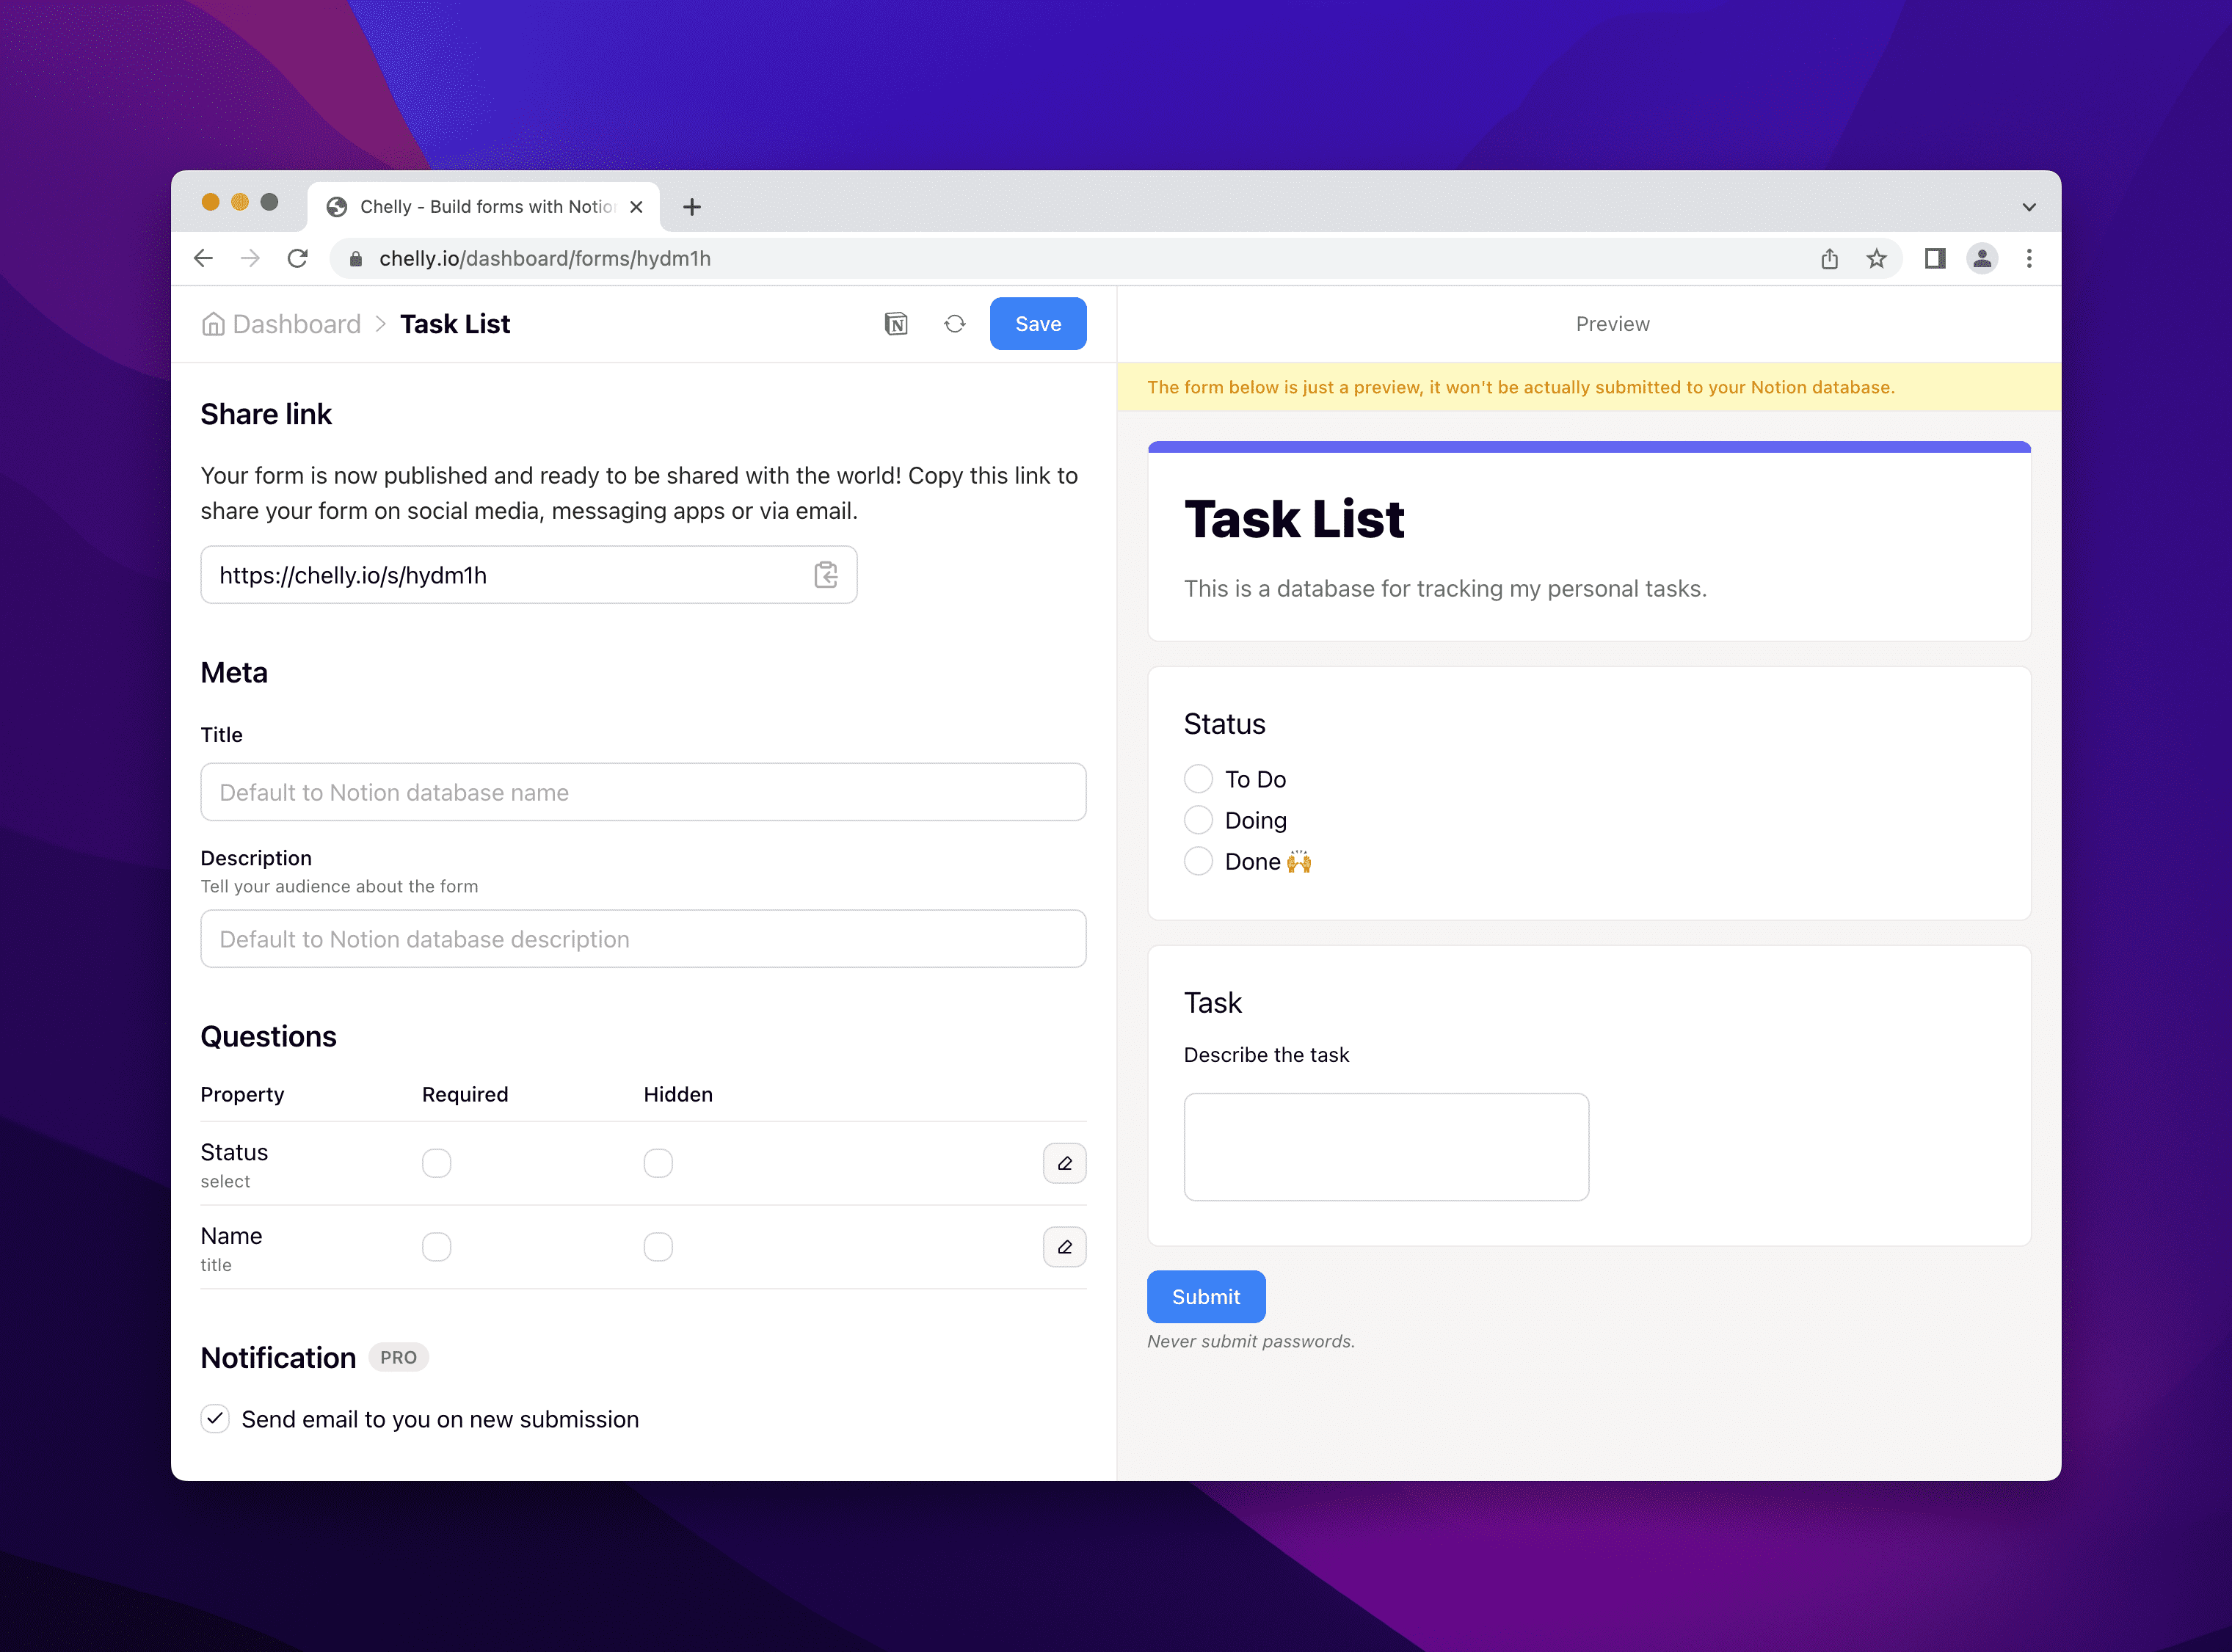 Chelly - Build forms with Notion
chelly.io/dashboard/forms/hydm1h
Dashboard > Task List
N
Save
Share link
Your form is now published and ready to be shared with the world! Copy this link to
share your form on social media, messaging apps or via email.
https://chelly.io/s/hydm1h
Meta
Title
Default to Notion database name
Description
Tell your audience about the form
Default to Notion database description
Questions
Property Required Hidden
Status
select
Name
title
Notification PRO
Send email to you on new submission
Preview
The form below is just a preview, it won't be actually submitted to your Notion database.
Task List
This is a database for tracking my personal tasks.
Status
To Do
Doing
Done 🙌
Task
Describe the task
Submit
Never submit passwords.